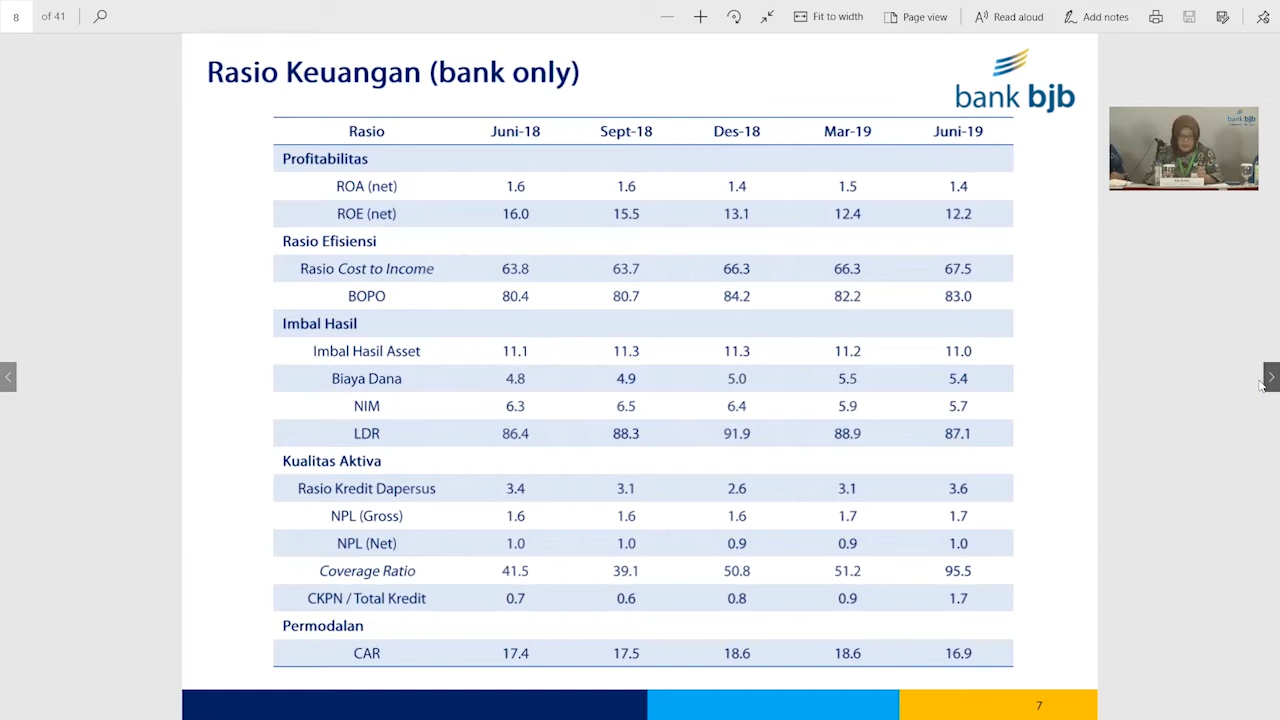 8 of 41 Fit to width Page view Read aloud Add notes
Rasio Keuangan (bank only)
bank bjb
Rasio Juni-18 Sept-18 Des-18 Mar-19 Juni-19
Profitabilitas
ROA (net) 1.6 1.6 1.4 1.5 1.4
ROE (net) 16.0 15.5 13.1 12.4 12.2
Rasio Efisiensi
Rasio Cost to Income 63.8 63.7 66.3 66.3 67.5
BOPO 80.4 80.7 84.2 82.2 83.0
Imbal Hasil
Imbal Hasil Asset 11.1 11.3 11.3 11.2 11.0
Biaya Dana 4.8 4.9 5.0 5.5 5.4
NIM 6.3 6.5 6.4 5.9 5.7
LDR 86.4 88.3 91.9 88.9 87.1
Kualitas Aktiva
Rasio Kredit Dapersus 3.4 3.1 2.6 3.1 3.6
NPL (Gross) 1.6 1.6 1.6 1.7 1.7
NPL (Net) 1.0 1.0 0.9 0.9 1.0
Coverage Ratio 41.5 39.1 50.8 51.2 95.5
CKPN / Total Kredit 0.7 0.6 0.8 0.9 1.7
Permodalan
CAR 17.4 17.5 18.6 18.6 16.9
7
bank bjb